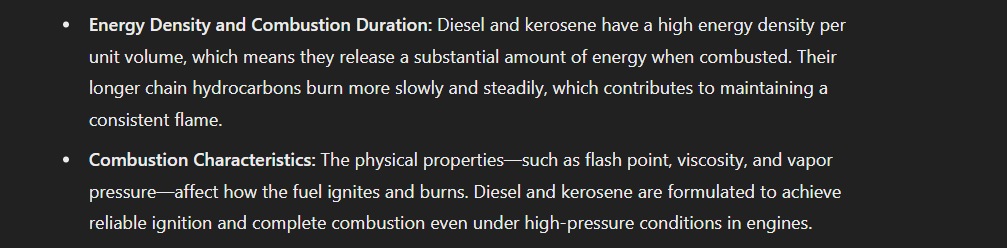 • Energy Density and Combustion Duration: Diesel and kerosene have a high energy density per
unit volume, which means they release a substantial amount of energy when combusted. Their
longer chain hydrocarbons burn more slowly and steadily, which contributes to maintaining a
consistent flame.
• Combustion Characteristics: The physical properties—such as flash point, viscosity, and vapor
pressure—affect how the fuel ignites and burns. Diesel and kerosene are formulated to achieve
reliable ignition and complete combustion even under high-pressure conditions in engines.